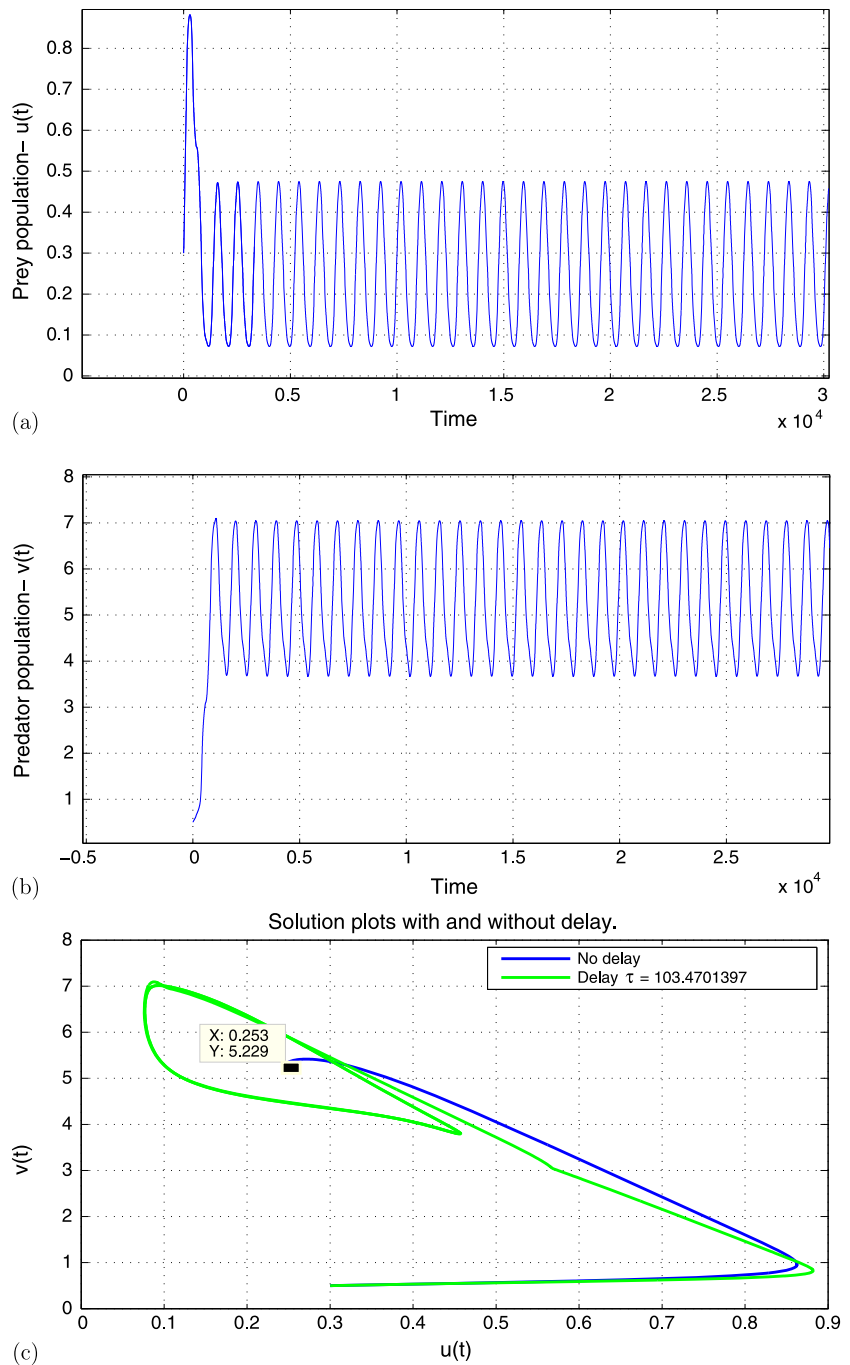 0.8
0.7
0.6
0.5
0.4
0.3
0.2
0.1
0
Prey population– u(t)
0 0.5 1 1.5 2 2.5 3
Time
x 10^4
(a)
8
7
6
5
4
3
2
1
Predator population– v(t)
−0.5 0 0.5 1 1.5 2 2.5
Time
x 10^4
(b)
Solution plots with and without delay.
8
7
6
5
4
3
2
1
0
v(t)
No delay
Delay τ = 103.4701397
X: 0.253
Y: 5.229
0 0.1 0.2 0.3 0.4 0.5 0.6 0.7 0.8 0.9
u(t)
(c)